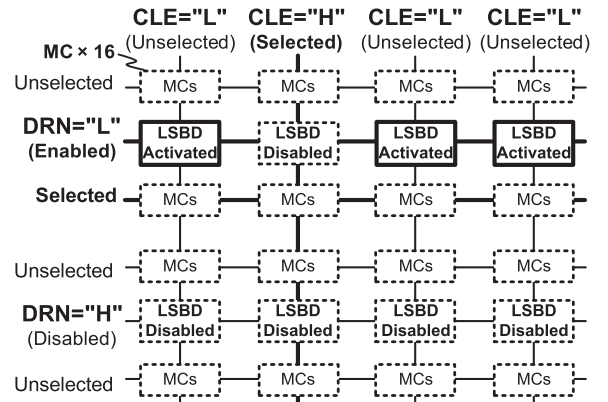 CLE="L" CLE="H" CLE="L" CLE="L"
(Unselected) (Selected) (Unselected) (Unselected)
MC × 16
Unselected MCs MCs MCs MCs
DRN="L" LSBD LSBD LSBD LSBD
(Enabled) Activated Disabled Activated Activated
Selected MCs MCs MCs MCs
Unselected MCs MCs MCs MCs
DRN="H" LSBD LSBD LSBD LSBD
(Disabled) Disabled Disabled Disabled Disabled
Unselected MCs MCs MCs MCs